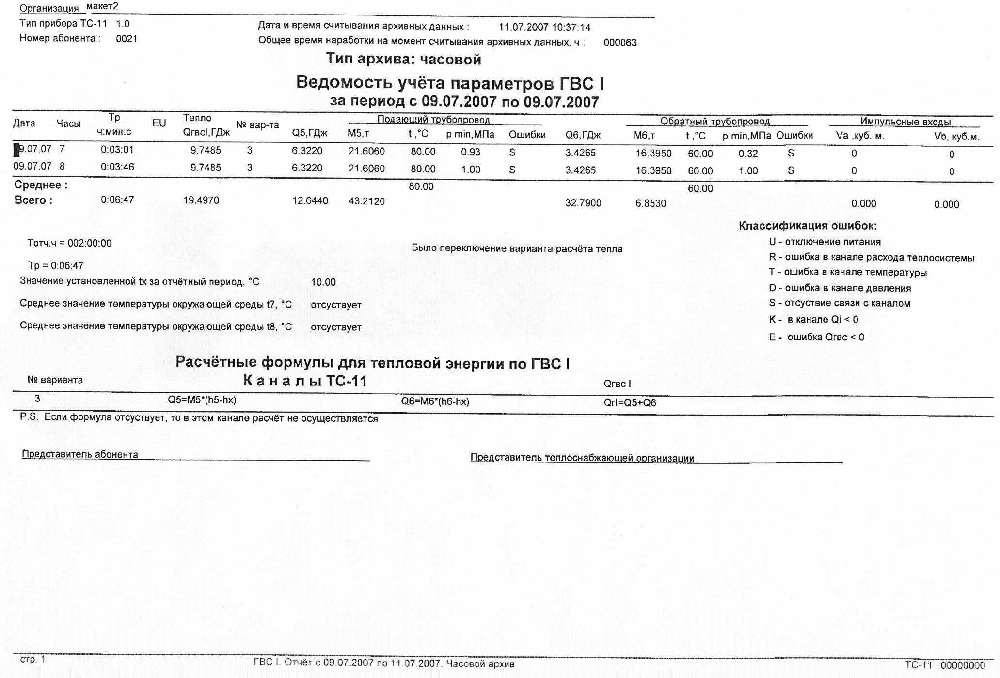 Организация макет2
Тип прибора ТС-11 1.0 Дата и время считывания архивных данных : 11.07.2007 10:37:14
Номер абонента : 0021 Общее время наработки на момент считывания архивных данных, ч : 000063
Тип архива: часовой
Ведомость учёта параметров ГВС I
за период с 09.07.2007 по 09.07.2007
Дата Часы Тр EU Тепло № вар-та Подающий трубопровод Обратный трубопровод Импульсные входы
ч:мин:с QгвсI,ГДж Q5,ГДж М5,т t ,°C p min,МПа Ошибки Q6,ГДж М6,т t ,°C p min,МПа Ошибки Va ,куб. м. Vb, куб.м.
9.07.07 7 0:03:01 9.7485 3 6.3220 21.6060 80.00 0.93 S 3.4265 16.3950 60.00 0.32 S 0 0
09.07.07 8 0:03:46 9.7485 3 6.3220 21.6060 80.00 1.00 S 3.4265 16.3950 60.00 1.00 S 0 0
Среднее : 80.00 60.00
Всего : 0:06:47 19.4970 12.6440 43.2120 32.7900 6.8530 0.000 0.000
Классификация ошибок:
Тотч,ч = 002:00:00 Было переключение варианта расчёта тепла U - отключение питания
R - ошибка в канале расхода теплосистемы
Тр = 0:06:47 T - ошибка в канале температуры
Значение установленной tx за отчётный период, °C 10.00 D - ошибка в канале давления
Среднее значение температуры окружающей среды t7, °C отсуствует S - отсуствие связи с каналом
K - в канале Qi < 0
Среднее значение температуры окружающей среды t8, °C отсуствует E - ошибка Qгвс < 0
Расчётные формулы для тепловой энергии по ГВС I
№ варианта К а н а л ы ТС-11 Qгвс I
3 Q5=M5*(h5-hx) Q6=M6*(h6-hx) QгI=Q5+Q6
P.S. Если формула отсуствует, то в этом канале расчёт не осуществляется
Представитель абонента Представитель теплоснабжающей организации
стр. 1 ГВС I. Отчёт с 09.07.2007 по 11.07.2007. Часовой архив ТС-11 00000000